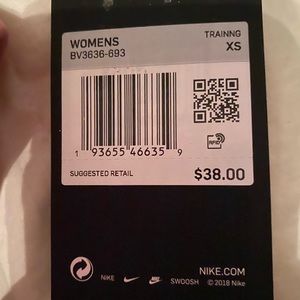 WOMENS TRAINNG
BV3636-693 XS
RFID
1 93655 46635 9
SUGGESTED RETAIL $38.00
NIKE.COM
NIKE SWOOSH © 2018 Nike